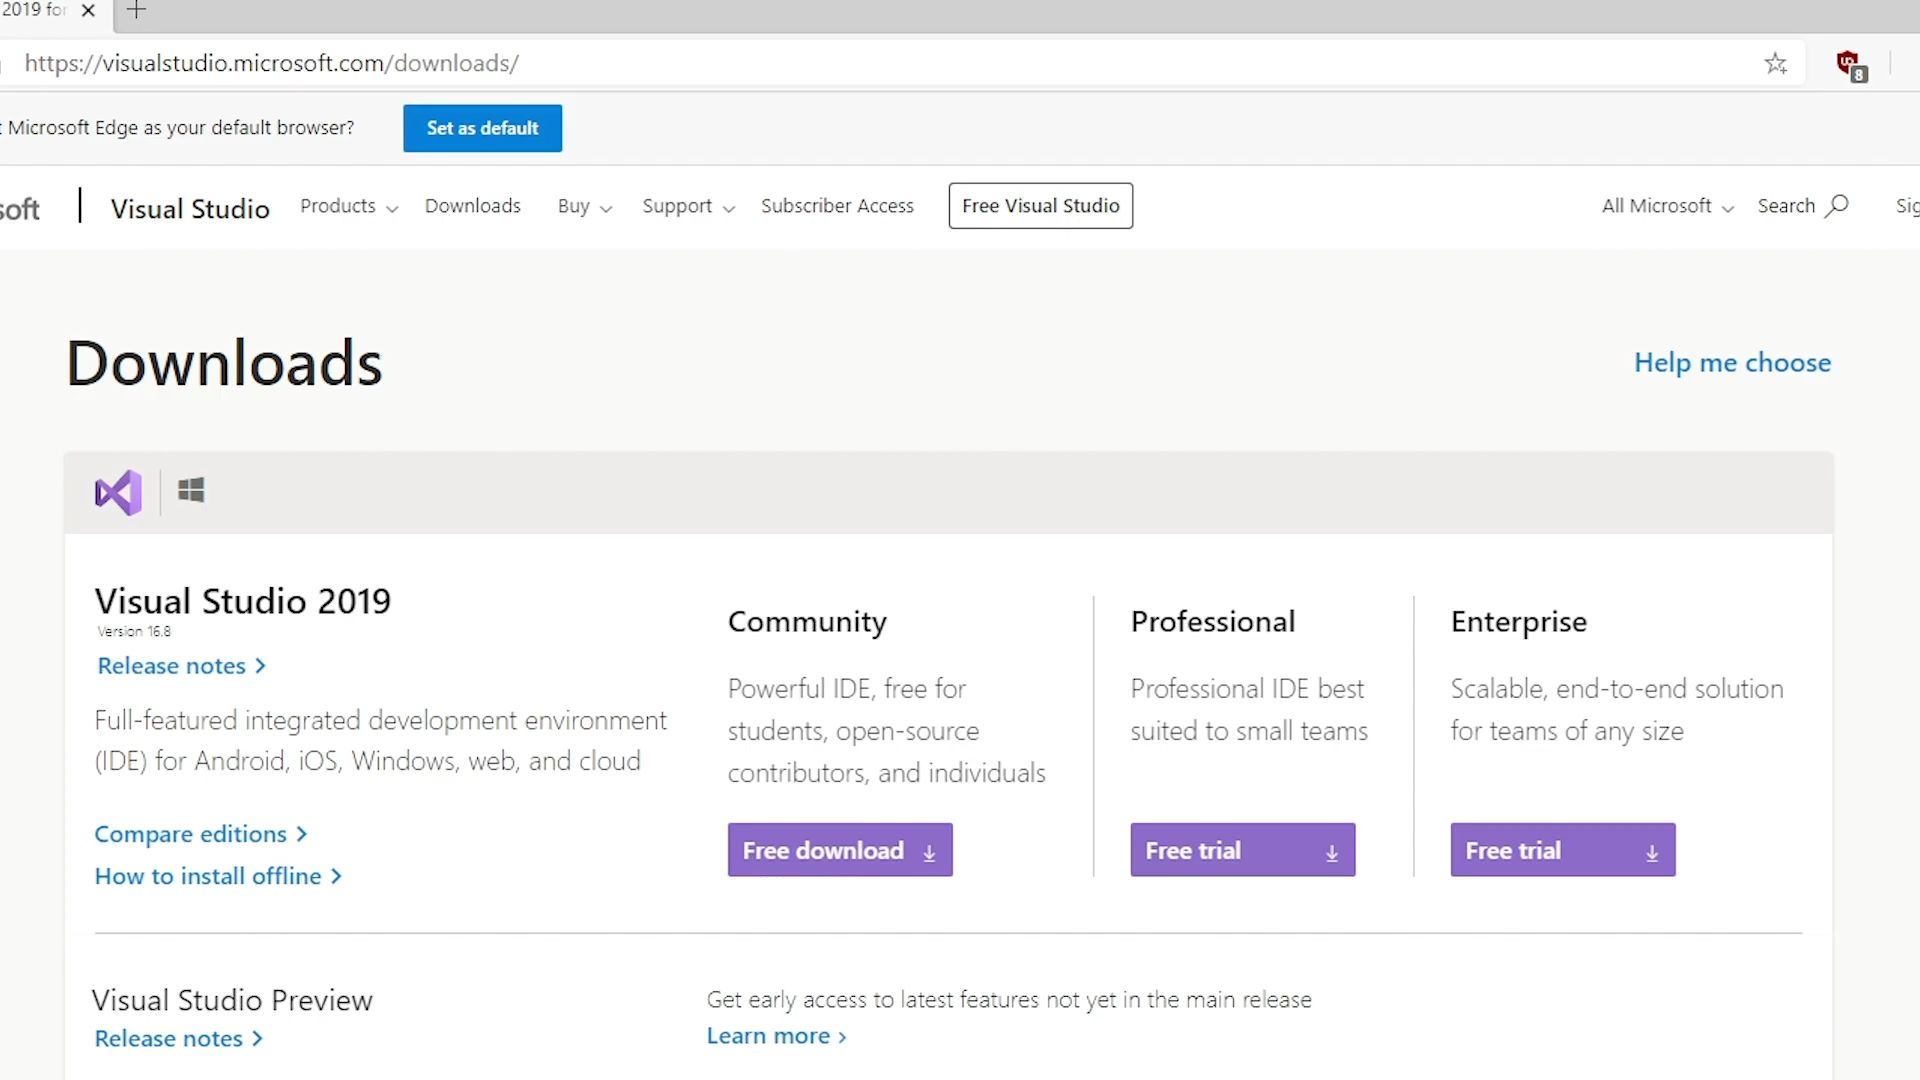 2019 for
https://visualstudio.microsoft.com/downloads/
8
Microsoft Edge as your default browser?
Set as default
soft
Visual Studio
Products
Downloads
Buy
Support
Subscriber Access
Free Visual Studio
All Microsoft
Search
Sig
Downloads
Help me choose
Visual Studio 2019
Version 16.8
Release notes
Full-featured integrated development environment
(IDE) for Android, iOS, Windows, web, and cloud
Compare editions
How to install offline
Community
Powerful IDE, free for
students, open-source
contributors, and individuals
Free download
Professional
Professional IDE best
suited to small teams
Free trial
Enterprise
Scalable, end-to-end solution
for teams of any size
Free trial
Visual Studio Preview
Release notes
Get early access to latest features not yet in the main release
Learn more